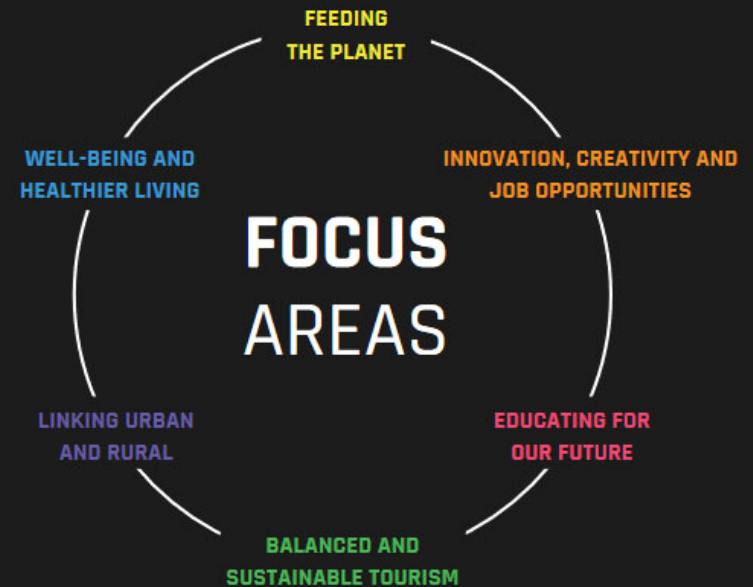 FEEDING
THE PLANET
INNOVATION, CREATIVITY AND
JOB OPPORTUNITIES
EDUCATING FOR
OUR FUTURE
BALANCED AND
SUSTAINABLE TOURISM
LINKING URBAN
AND RURAL
WELL-BEING AND
HEALTHIER LIVING
FOCUS
AREAS